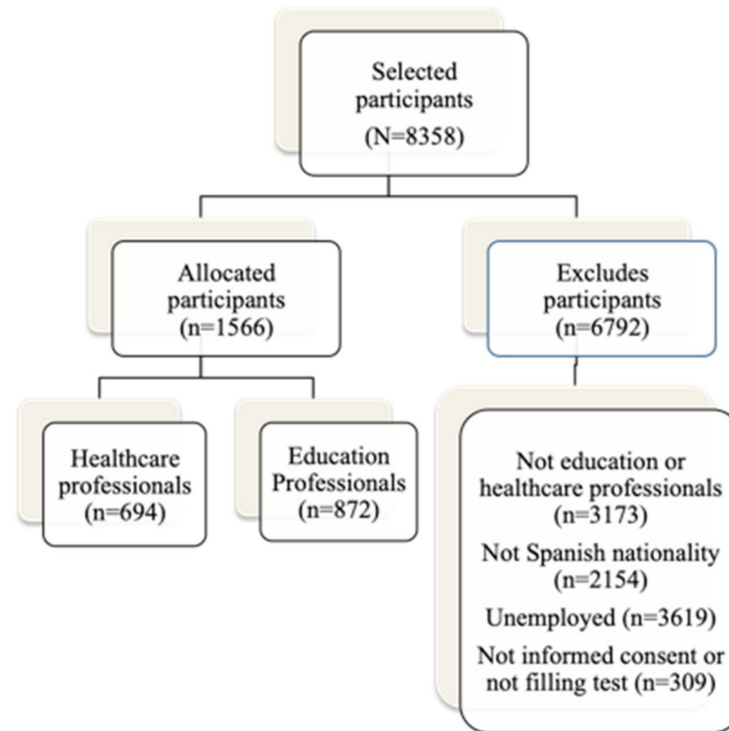 Selected
participants
(N=8358)
Allocated
participants
(n=1566)
Excludes
participants
(n=6792)
Healthcare
professionals
(n=694)
Education
Professionals
(n=872)
Not education or
healthcare professionals
(n=3173)
Not Spanish nationality
(n=2154)
Unemployed (n=3619)
Not informed consent or
not filling test (n=309)